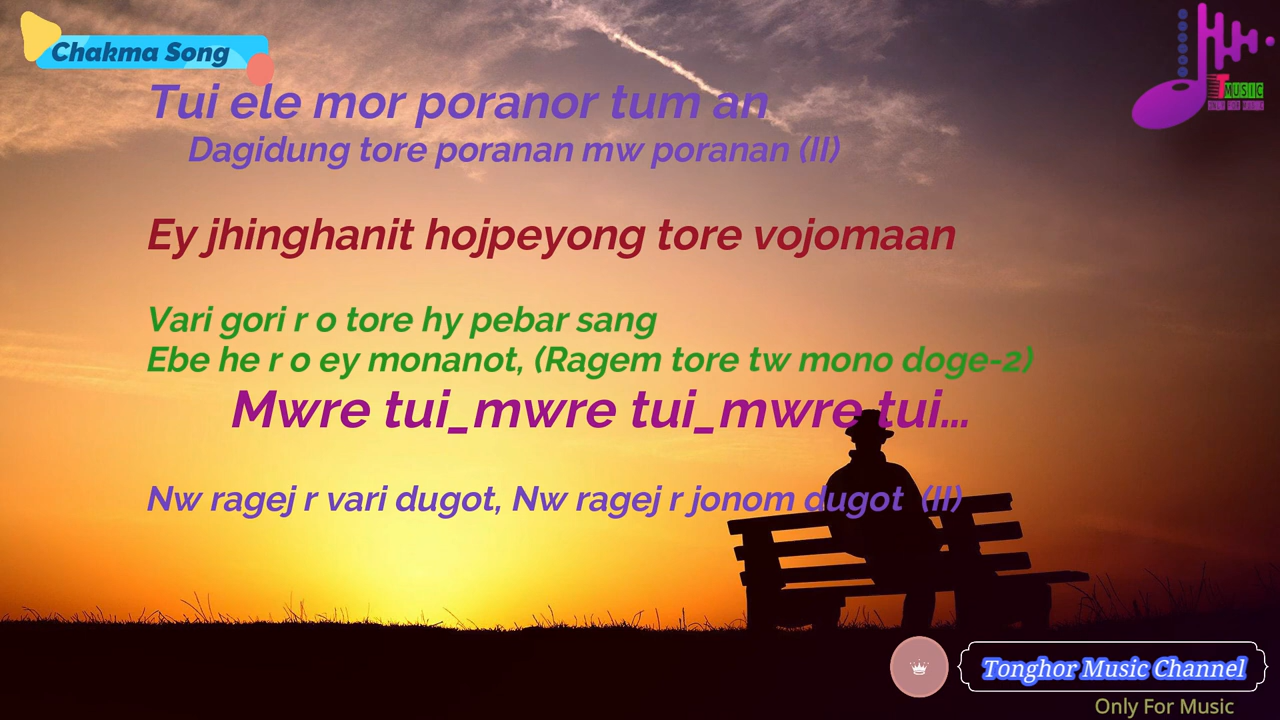 Chakma Song
Tui ele mor poranor tum an
Dagidung tore poranan mw poranan (II)
Ey jhinghanit hojpeyong tore vojomaan
Vari gori r o tore hy pebar sang
Ebe he r o ey monanot, (Ragem tore tw mono doge-2)
Mwre tui_mwre tui_mwre tui...
Nw ragej r vari dugot, Nw ragej r jonom dugot (II)
TMUSIC
Tonghor Music Channel
Only For Music